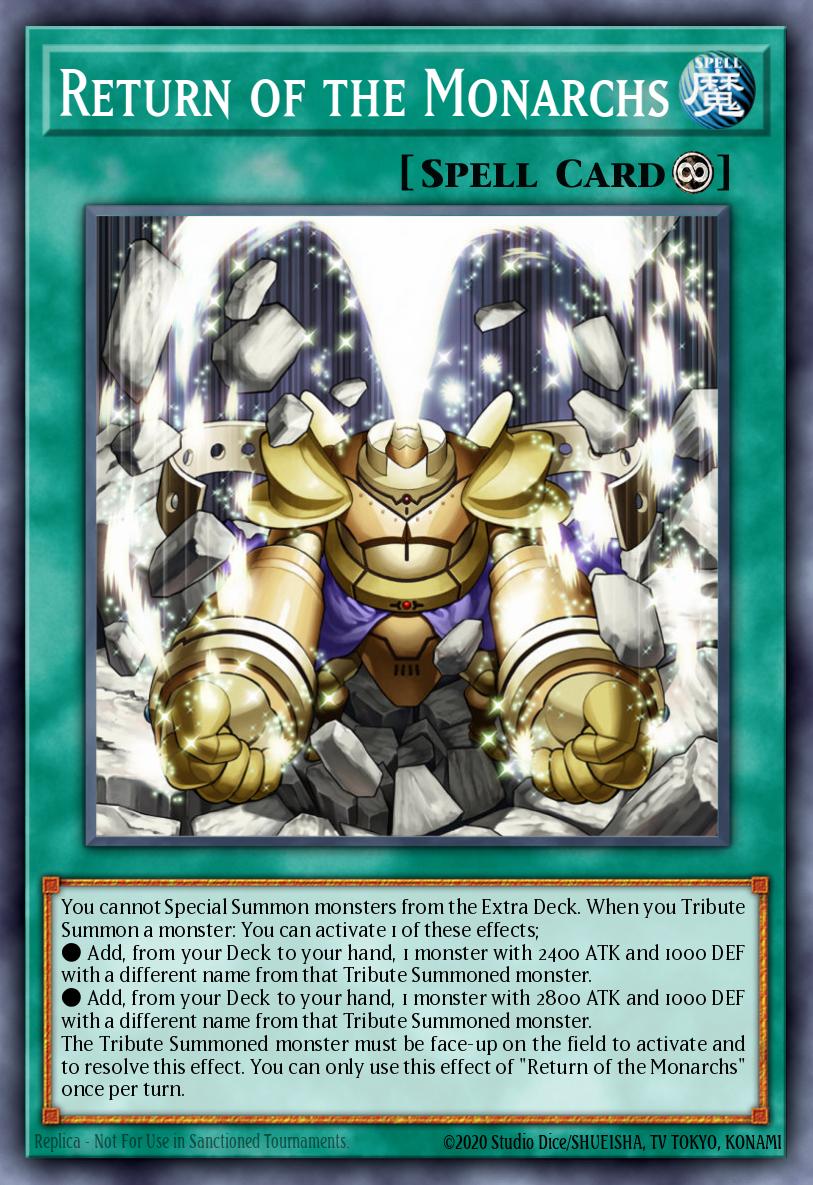 Return of the Monarchs
SPELL
魔
[Spell Card]
You cannot Special Summon monsters from the Extra Deck. When you Tribute
Summon a monster: You can activate 1 of these effects;
● Add, from your Deck to your hand, 1 monster with 2400 ATK and 1000 DEF
with a different name from that Tribute Summoned monster.
● Add, from your Deck to your hand, 1 monster with 2800 ATK and 1000 DEF
with a different name from that Tribute Summoned monster.
The Tribute Summoned monster must be face-up on the field to activate and
to resolve this effect. You can only use this effect of "Return of the Monarchs"
once per turn.
Replica - Not For Use in Sanctioned Tournaments.
©2020 Studio Dice/SHUEISHA, TV TOKYO, KONAMI